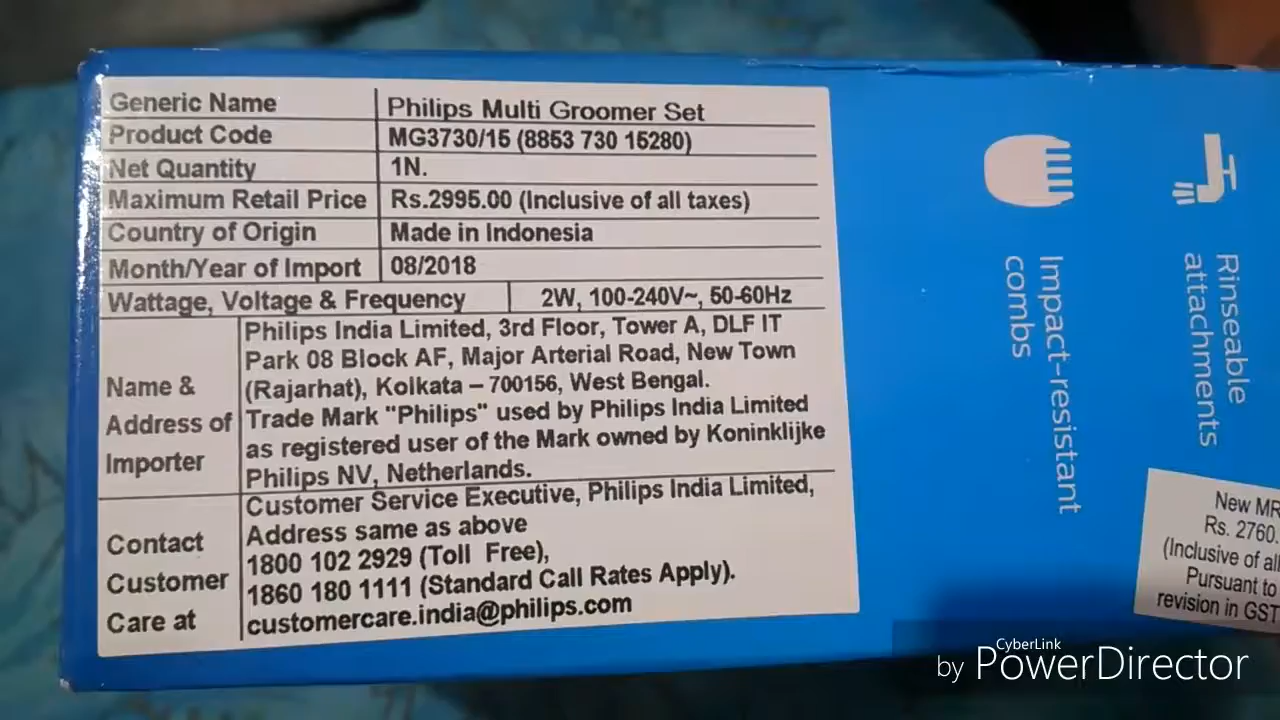 Generic Name
Philips Multi Groomer Set
Product Code
MG3730/15 (8853 730 15280)
Net Quantity
1N.
Maximum Retail Price
Rs.2995.00 (Inclusive of all taxes)
Country of Origin
Made in Indonesia
Month/Year of Import
08/2018
Wattage, Voltage & Frequency
2W, 100-240V~, 50-60Hz
Name &
Address of
Importer
Philips India Limited, 3rd Floor, Tower A, DLF IT
Park 08 Block AF, Major Arterial Road, New Town
(Rajarhat), Kolkata – 700156, West Bengal.
Trade Mark "Philips" used by Philips India Limited
as registered user of the Mark owned by Koninklijke
Philips NV, Netherlands.
Contact
Customer
Care at
Customer Service Executive, Philips India Limited,
Address same as above
1800 102 2929 (Toll Free),
1860 180 1111 (Standard Call Rates Apply).
customercare.india@philips.com
Impact-resistant
combs
Rinseable
attachments
New MR
Rs. 2760.
(Inclusive of all
Pursuant to
revision in GST
CyberLink
by PowerDirector